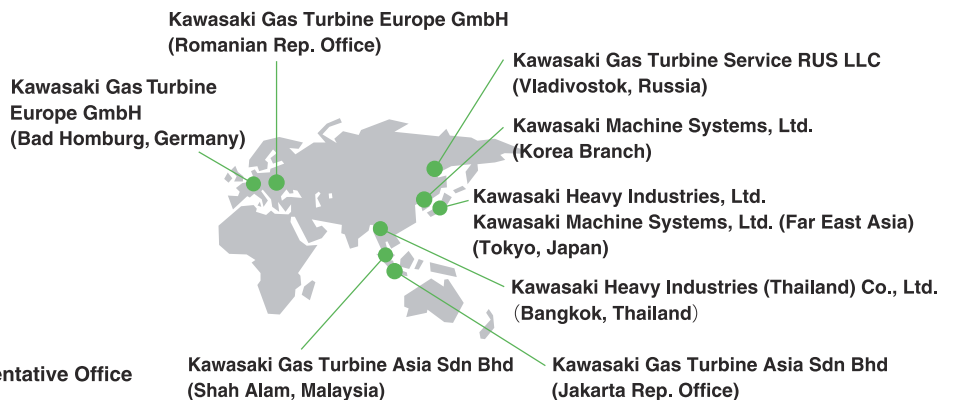 Kawasaki Gas Turbine Europe GmbH
(Romanian Rep. Office)
Kawasaki Gas Turbine
Europe GmbH
(Bad Homburg, Germany)
Kawasaki Gas Turbine Service RUS LLC
(Vladivostok, Russia)
Kawasaki Machine Systems, Ltd.
(Korea Branch)
Kawasaki Heavy Industries, Ltd.
Kawasaki Machine Systems, Ltd. (Far East Asia)
(Tokyo, Japan)
Kawasaki Heavy Industries (Thailand) Co., Ltd.
（Bangkok, Thailand）
Kawasaki Gas Turbine Asia Sdn Bhd
(Shah Alam, Malaysia)
Kawasaki Gas Turbine Asia Sdn Bhd
(Jakarta Rep. Office)
Office